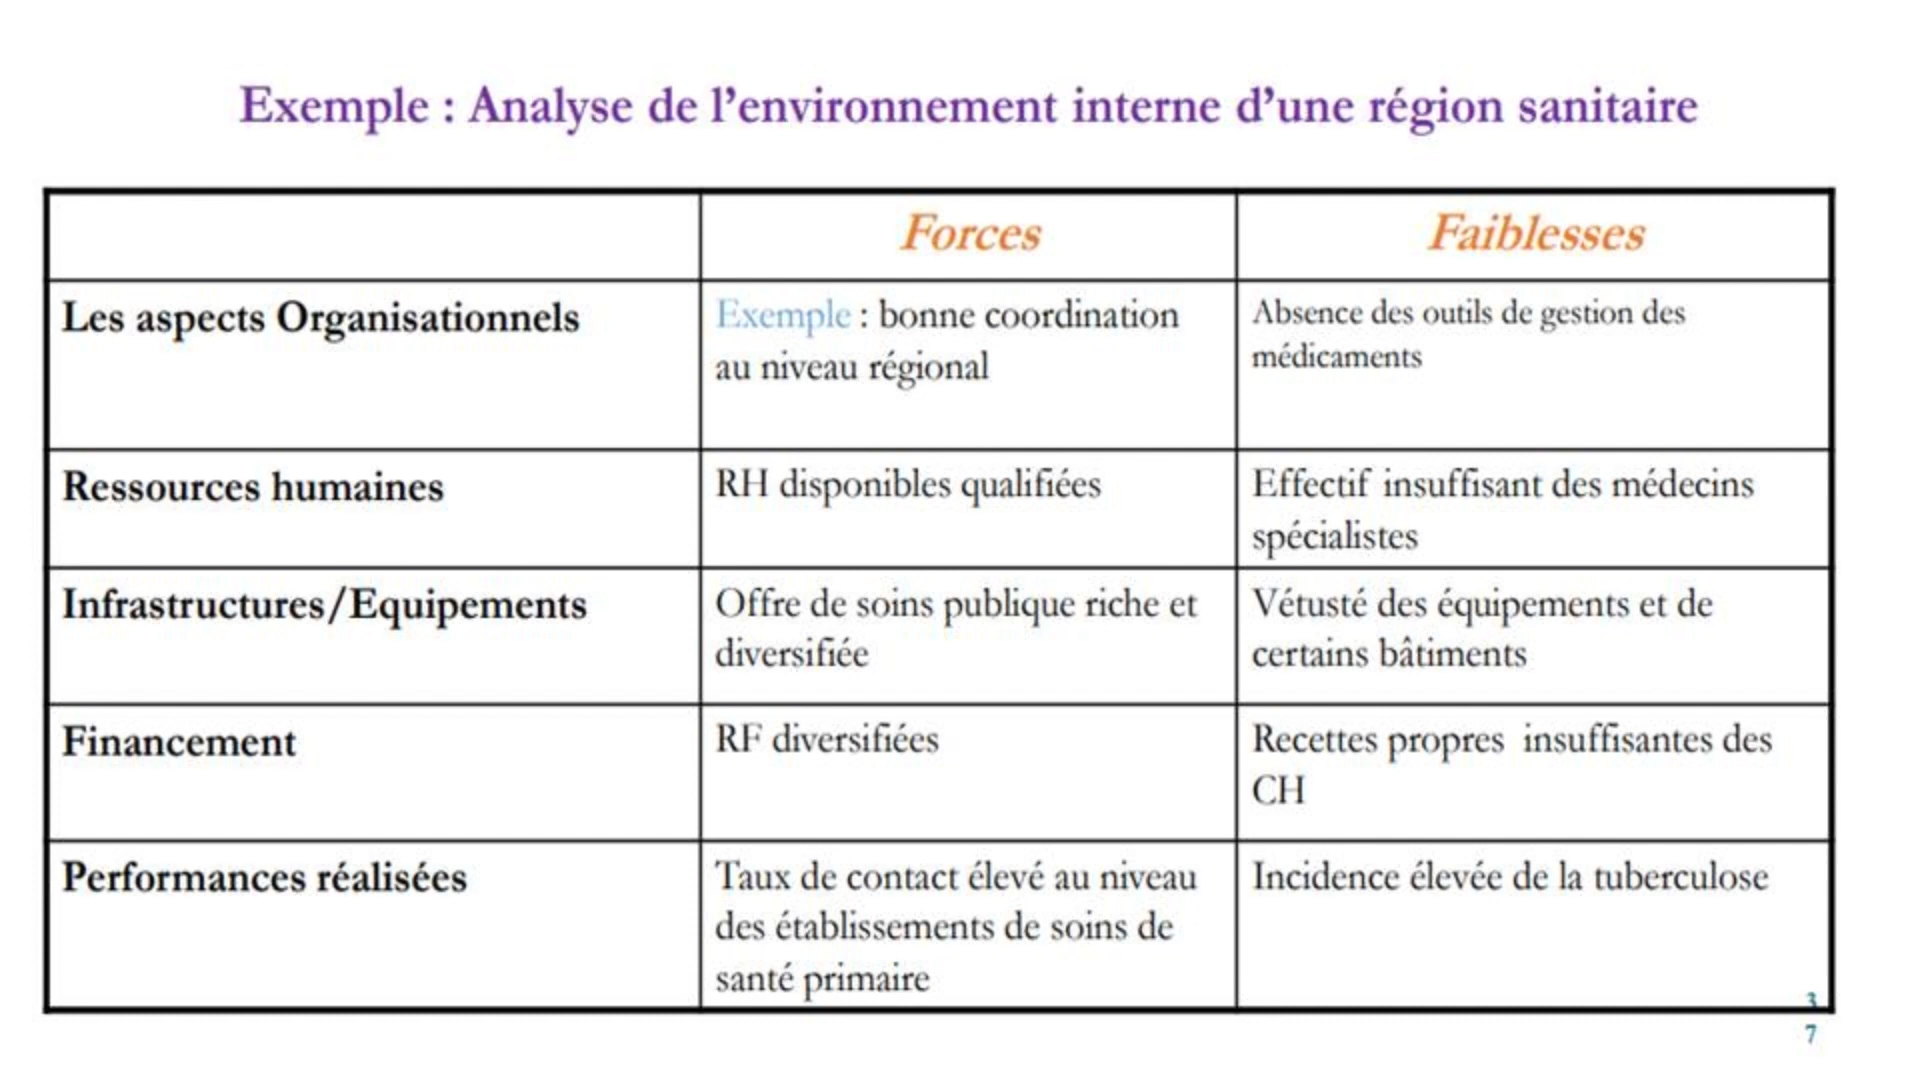 Exemple : Analyse de l'environnement interne d'une région sanitaire
Forces
Faiblesses
Les aspects Organisationnels
Exemple : bonne coordination
au niveau régional
Absence des outils de gestion des
médicaments
Ressources humaines
RH disponibles qualifiées
Effectif insuffisant des médecins
spécialistes
Infrastructures/Equipements
Offre de soins publique riche et
diversifiée
Vétusté des équipements et de
certains bâtiments
Financement
RF diversifiées
Recettes propres insuffisantes des
CH
Performances réalisées
Taux de contact élevé au niveau
des établissements de soins de
santé primaire
Incidence élevée de la tuberculose
3
7